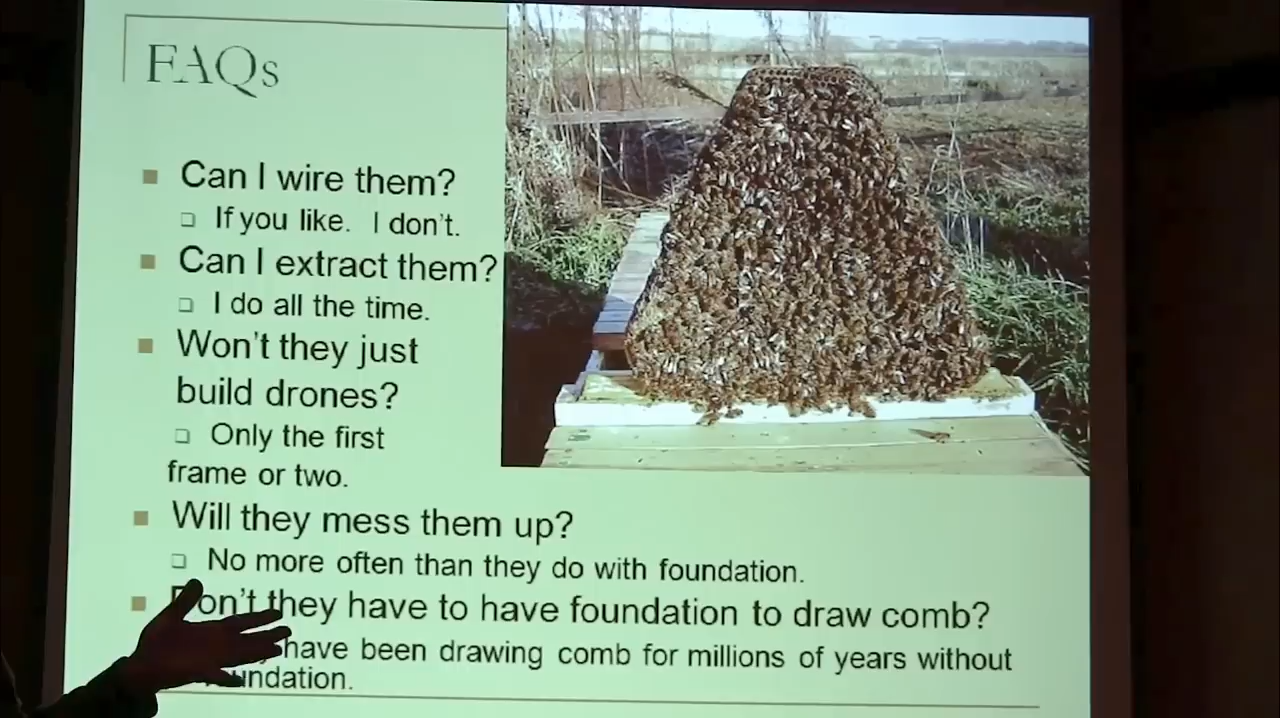 FAQs
Can I wire them?
If you like. I don't.
Can I extract them?
I do all the time.
Won't they just
build drones?
Only the first
frame or two.
Will they mess them up?
No more often than they do with foundation.
Don't they have to have foundation to draw comb?
have been drawing comb for millions of years without
foundation.